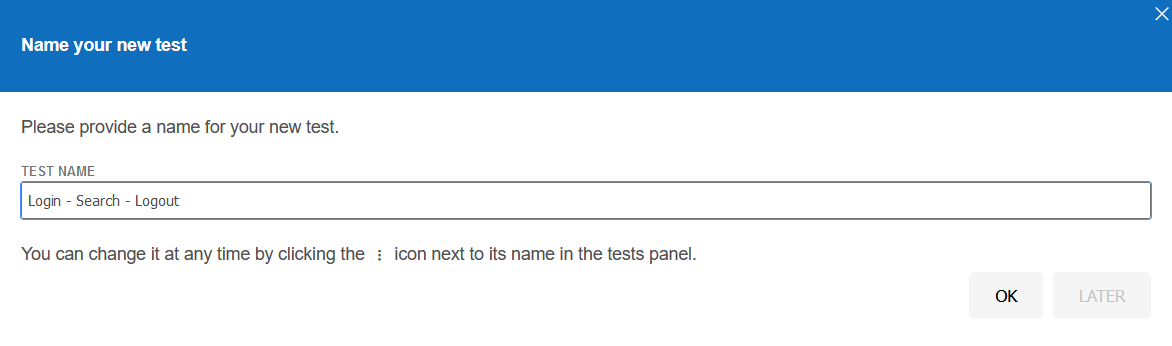 Name your new test
Please provide a name for your new test.
TEST NAME
Login - Search - Logout
You can change it at any time by clicking the ⋮ icon next to its name in the tests panel.
OK LATER